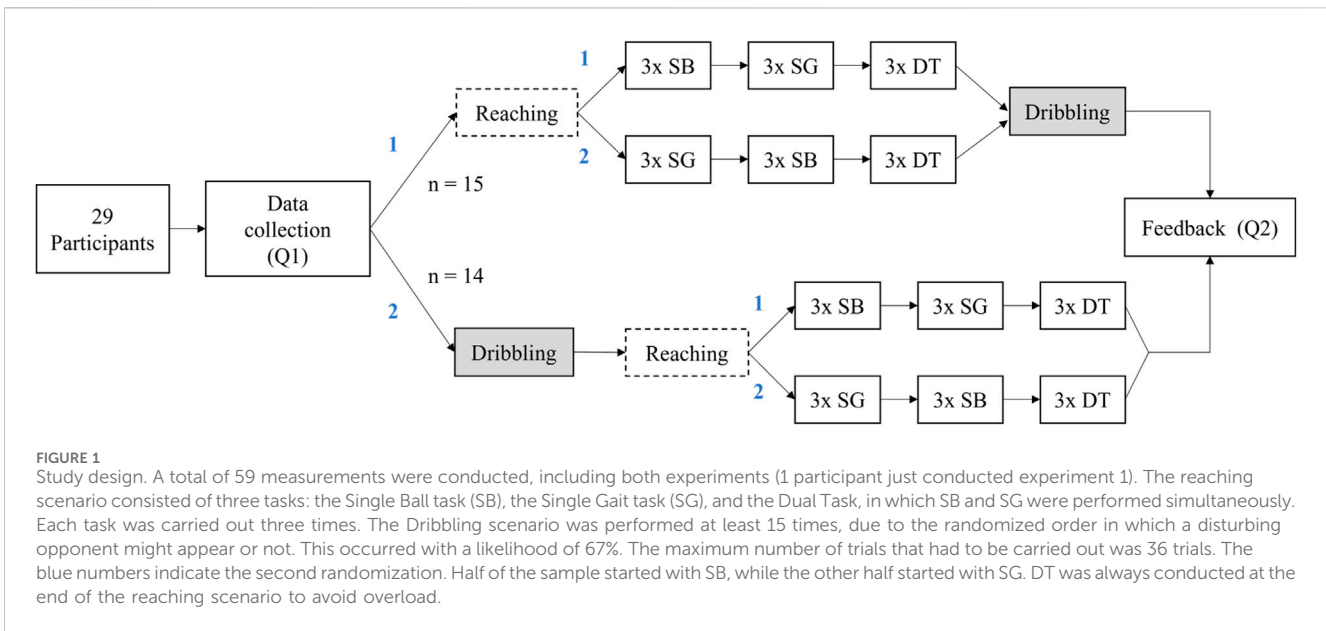 1
3x SB
3x SG
3x DT
Reaching
Dribbling
1
2
3x SG
3x SB
3x DT
n = 15
29
Participants
Data
collection
(Q1)
Feedback (Q2)
n = 14
2
1
3x SB
3x SG
3x DT
Dribbling
Reaching
2
3x SG
3x SB
3x DT
FIGURE 1
Study design. A total of 59 measurements were conducted, including both experiments (1 participant just conducted experiment 1). The reaching
scenario consisted of three tasks: the Single Ball task (SB), the Single Gait task (SG), and the Dual Task, in which SB and SG were performed simultaneously.
Each task was carried out three times. The Dribbling scenario was performed at least 15 times, due to the randomized order in which a disturbing
opponent might appear or not. This occurred with a likelihood of 67%. The maximum number of trials that had to be carried out was 36 trials. The
blue numbers indicate the second randomization. Half of the sample started with SB, while the other half started with SG. DT was always conducted at the
end of the reaching scenario to avoid overload.